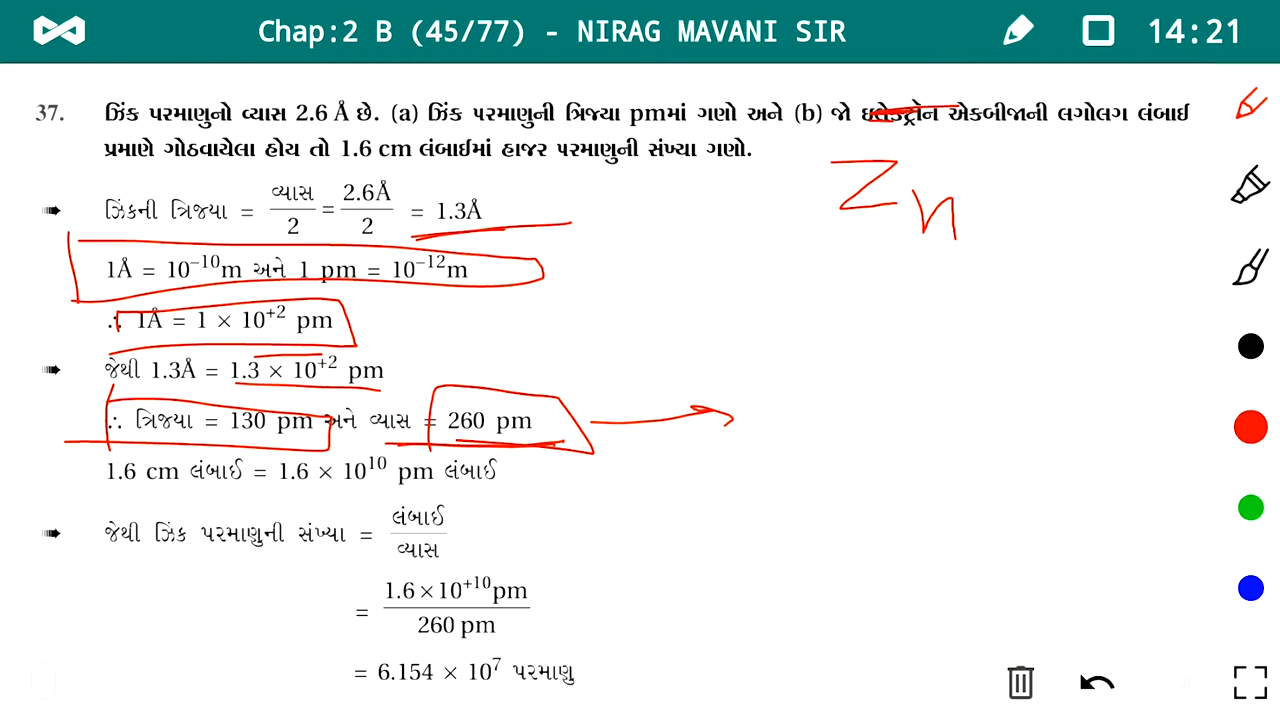 Chap:2 B (45/77) - NIRAG MAVANI SIR 14:21
37. ઝિંક પરમાણુનો વ્યાસ 2.6 Å છે. (a) ઝિંક પરમાણુની ત્રિજ્યા pmમાં ગણો અને (b) જો ઇલેક્ટ્રોન એકબીજાની લગોલગ લંબાઈ
પ્રમાણે ગોઠવાયેલા હોય તો 1.6 cm લંબાઈમાં હાજર પરમાણુની સંખ્યા ગણો.
Zn
➠ ઝિંકની ત્રિજ્યા = વ્યાસ/2 = 2.6Å/2 = 1.3Å
1Å = 10⁻¹⁰m અને 1 pm = 10⁻¹²m
∴ 1Å = 1 × 10⁺² pm
➠ જેથી 1.3Å = 1.3 × 10⁺² pm
∴ ત્રિજ્યા = 130 pm અને વ્યાસ = 260 pm
1.6 cm લંબાઈ = 1.6 × 10¹⁰ pm લંબાઈ
➠ જેથી ઝિંક પરમાણુની સંખ્યા = લંબાઈ/વ્યાસ
= 1.6×10⁺¹⁰pm/260 pm
= 6.154 × 10⁷ પરમાણુ